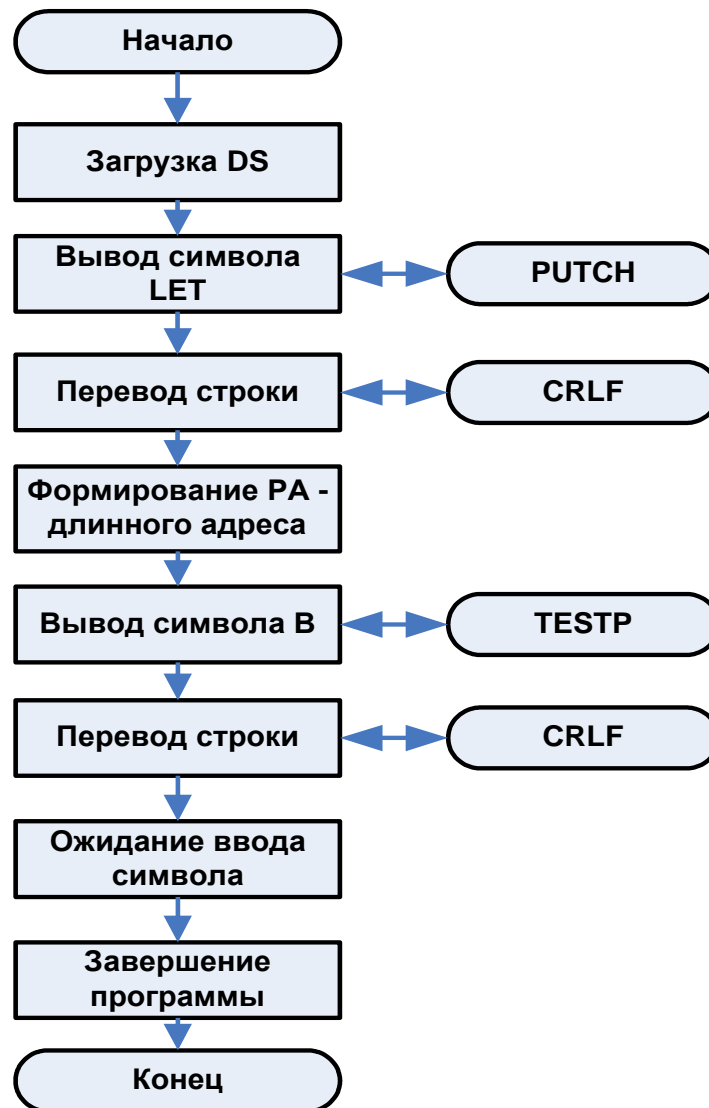 Начало
Загрузка DS
Вывод символа
LET
PUTCH
Перевод строки
CRLF
Формирование PA -
длинного адреса
Вывод символа B
TESTP
Перевод строки
CRLF
Ожидание ввода
символа
Завершение
программы
Конец